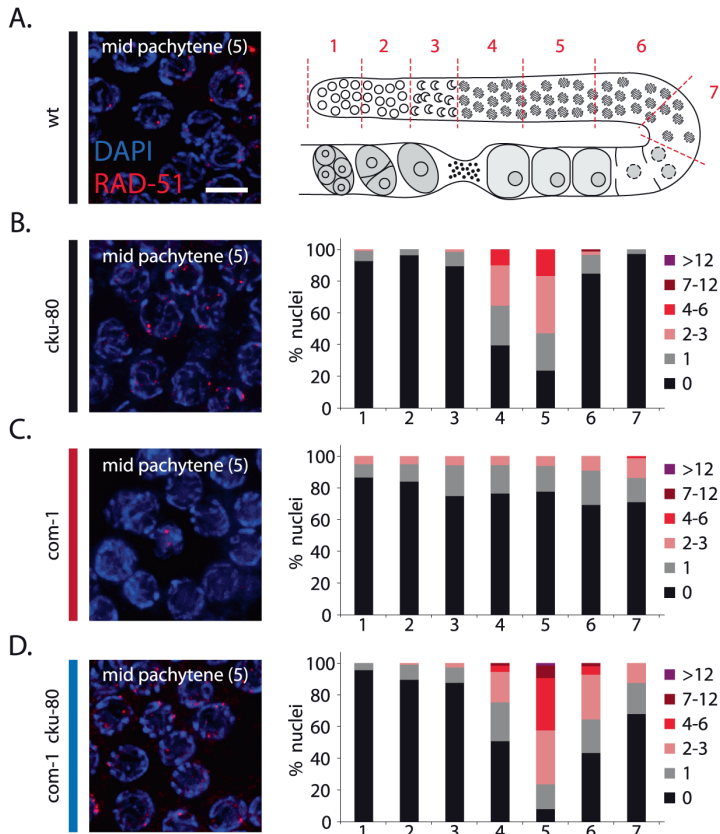 A.
wt
mid pachytene (5)
DAPI
RAD-51
1 2 3 4 5 6 7
B.
cku-80
mid pachytene (5)
% nuclei
100
80
60
40
20
0
1 2 3 4 5 6 7
>12
7-12
4-6
2-3
1
0
C.
com-1
mid pachytene (5)
% nuclei
100
80
60
40
20
0
1 2 3 4 5 6 7
>12
7-12
4-6
2-3
1
0
D.
com-1 cku-80
mid pachytene (5)
% nuclei
100
80
60
40
20
0
1 2 3 4 5 6 7
>12
7-12
4-6
2-3
1
0